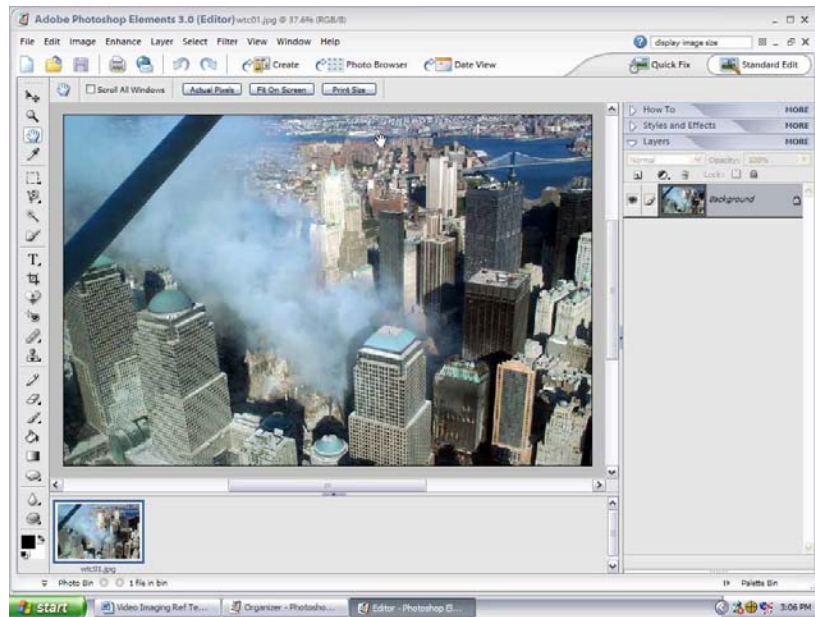 Adobe Photoshop Elements 3.0 (Editor) wtc01.jpg @ 37.6% (RGB/8)
File Edit Image Enhance Layer Select Filter View Window Help display image size
Create Photo Browser Date View Quick Fix Standard Edit
Scroll All Windows Actual Pixels Fit On Screen Print Size
How To MORE
Styles and Effects MORE
Layers MORE
Normal Opacity: 100%
Lock:
Background
T
wtc01.jpg
Photo Bin 1 file in bin Palette Bin
start Video Imaging Ref Te... Organizer - Photosho... Editor - Photoshop El... 3:06 PM